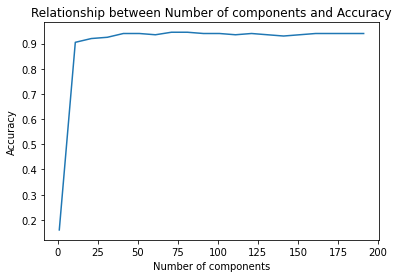 Relationship between Number of components and Accuracy
0.9
0.8
0.7
0.6
0.5
0.4
0.3
0.2
Accuracy
0 25 50 75 100 125 150 175 200
Number of components